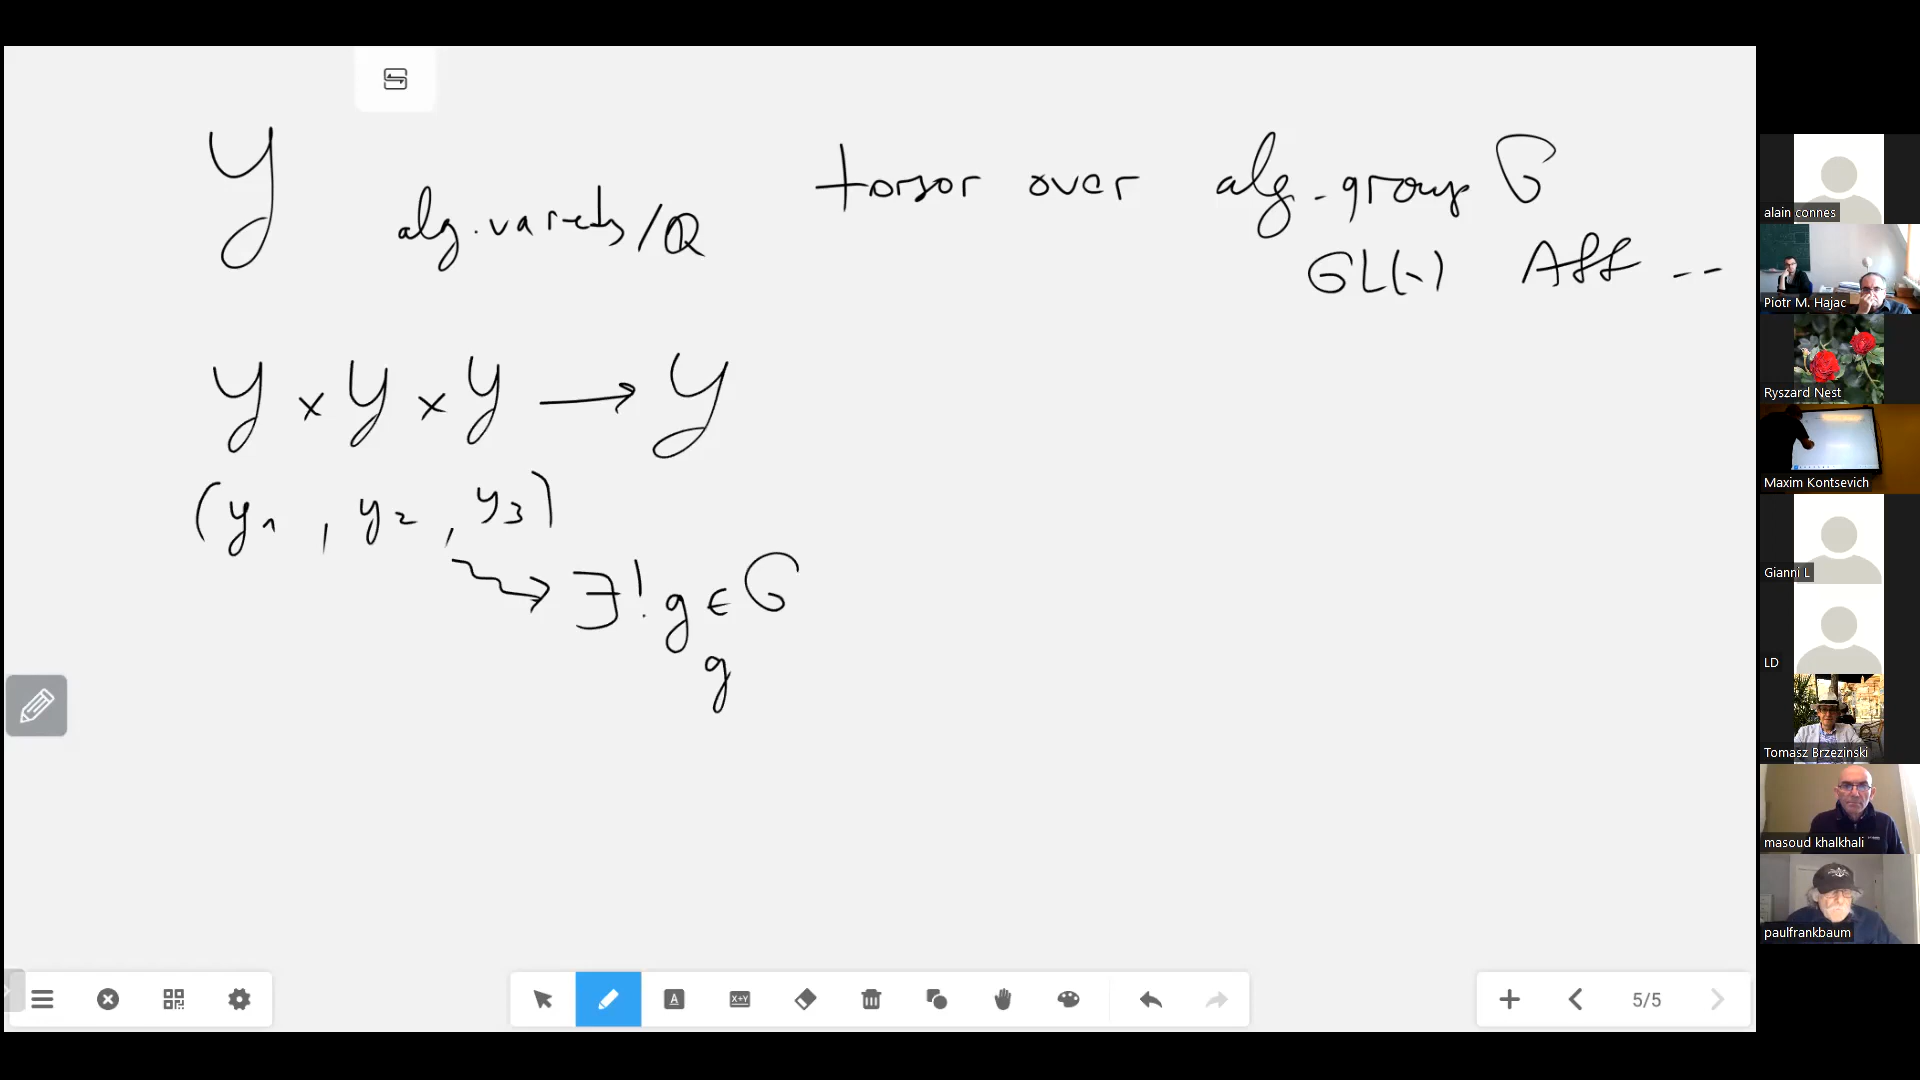 Y alg. variety/Q torsor over alg. group G
GL(-) Aff --
Y × Y × Y → Y
(y₁, y₂, y₃)
∃! g ∈ G
g
alain connes
Piotr M. Hajac
Ryszard Nest
Maxim Kontsevich
Gianni L
LD
Tomasz Brzezinski
masoud khalkhali
paulfrankbaum
A
X+Y
5/5